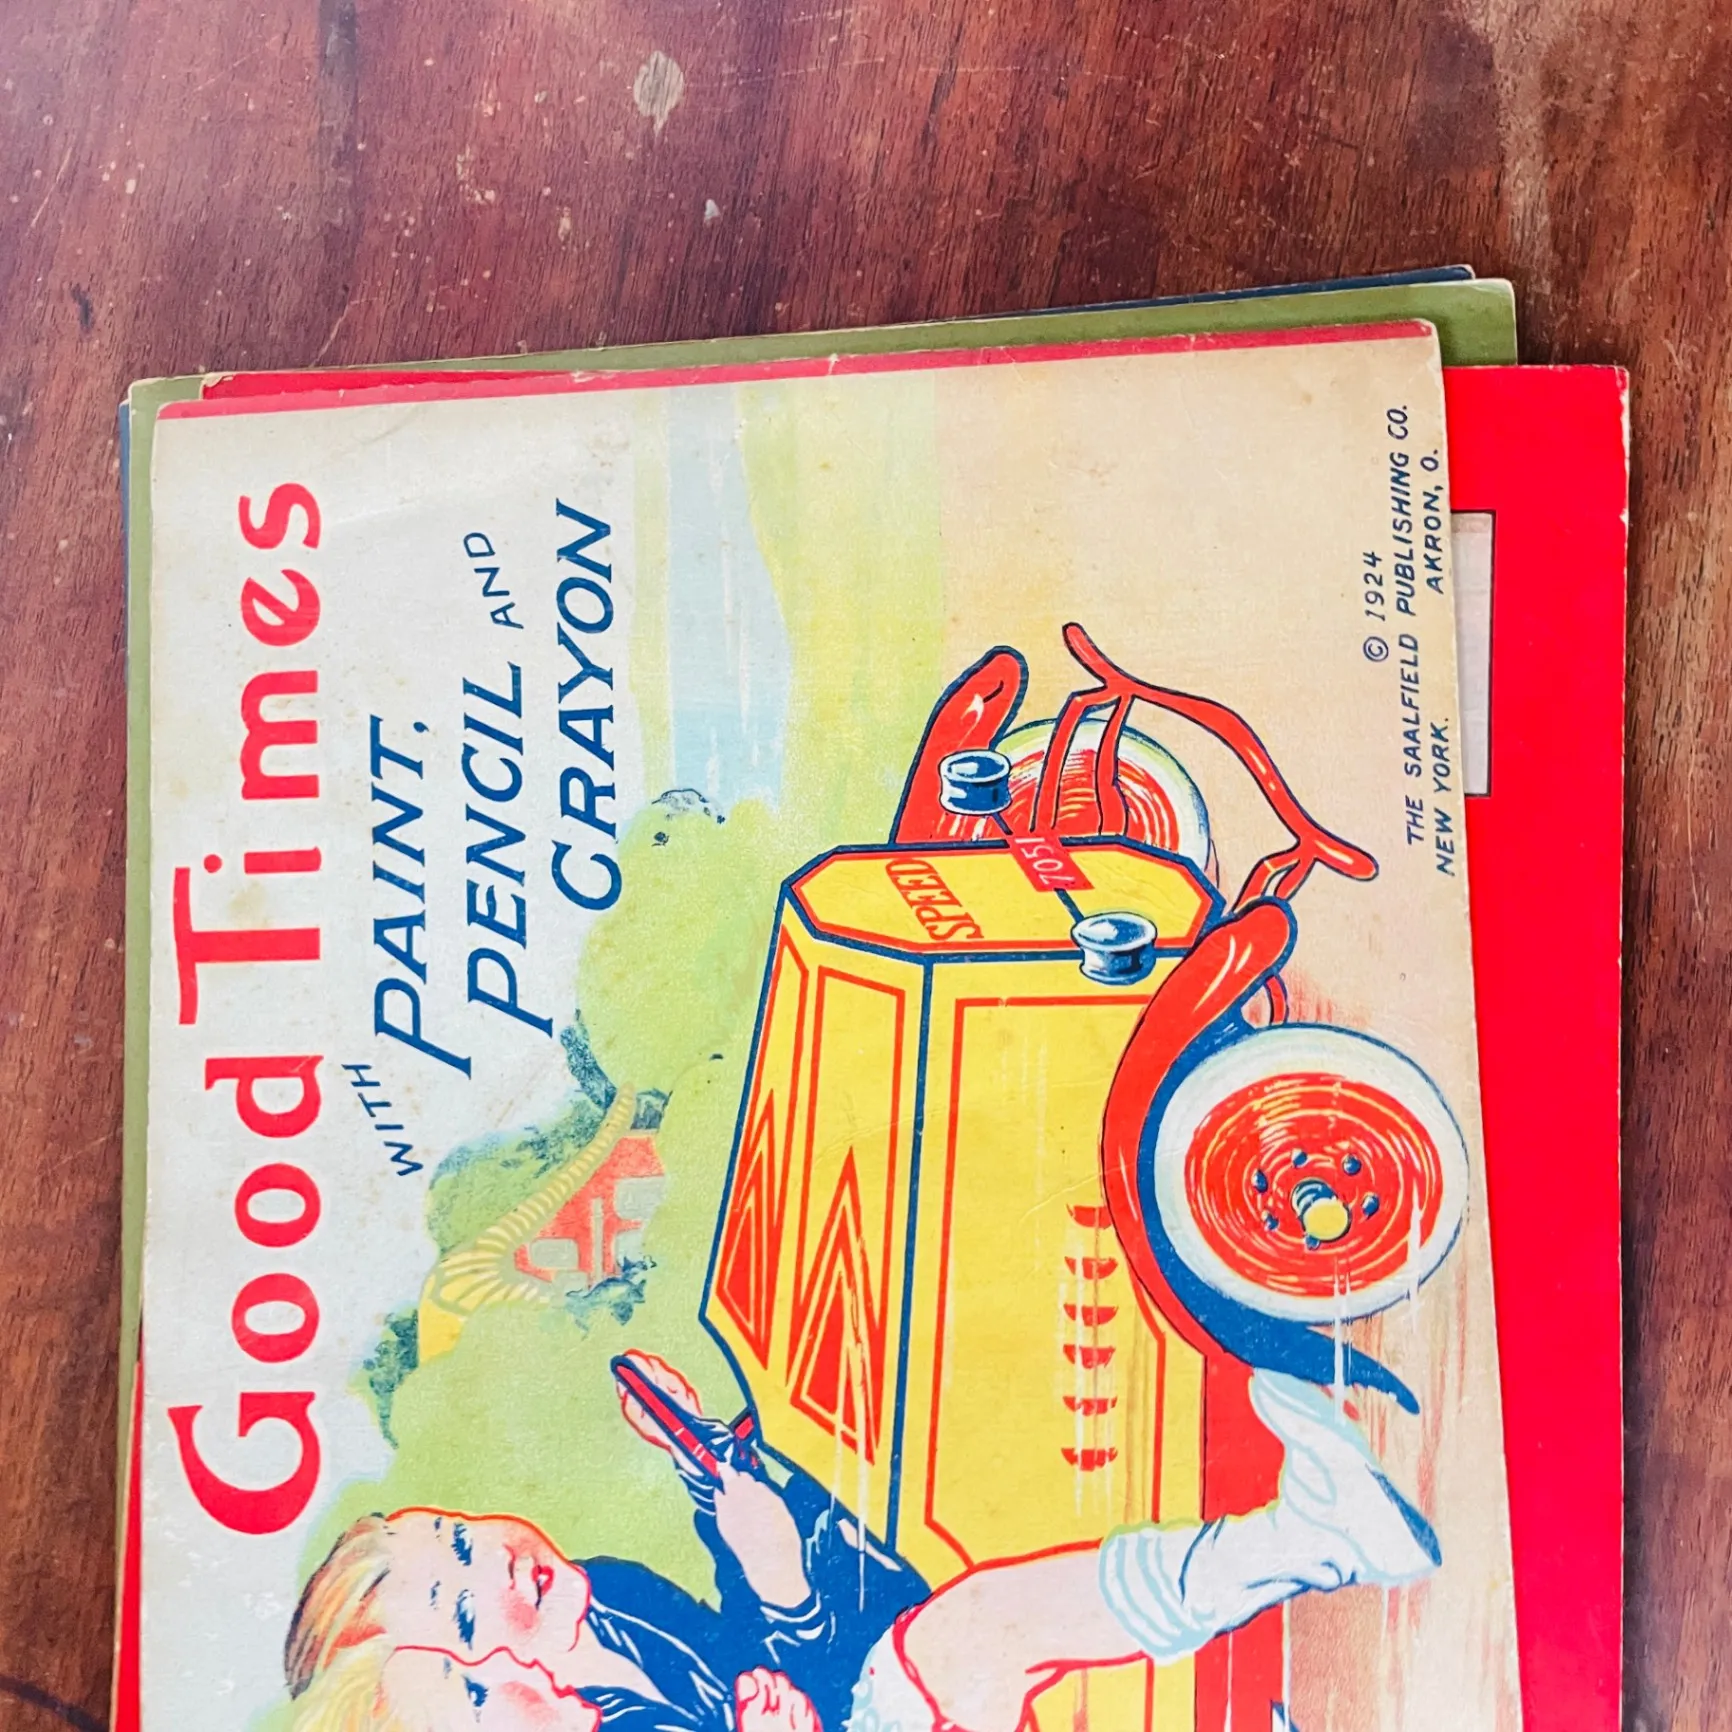 Good Times
WITH PAINT,
PENCIL AND
CRAYON
SPEED
7051
© 1924
THE SAALFIELD PUBLISHING CO.
NEW YORK. AKRON, O.